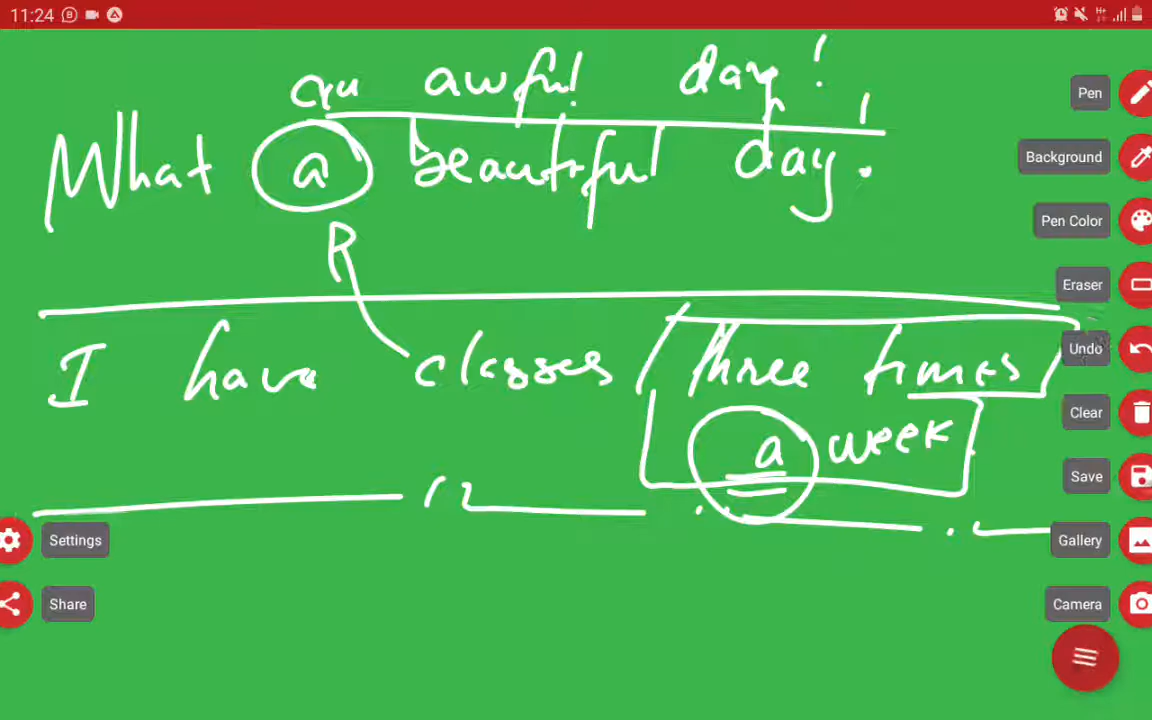 11:24
an awful day!
What a beautiful day!
I have classes three times
a week
Pen
Background
Pen Color
Eraser
Undo
Clear
Save
Gallery
Camera
Settings
Share